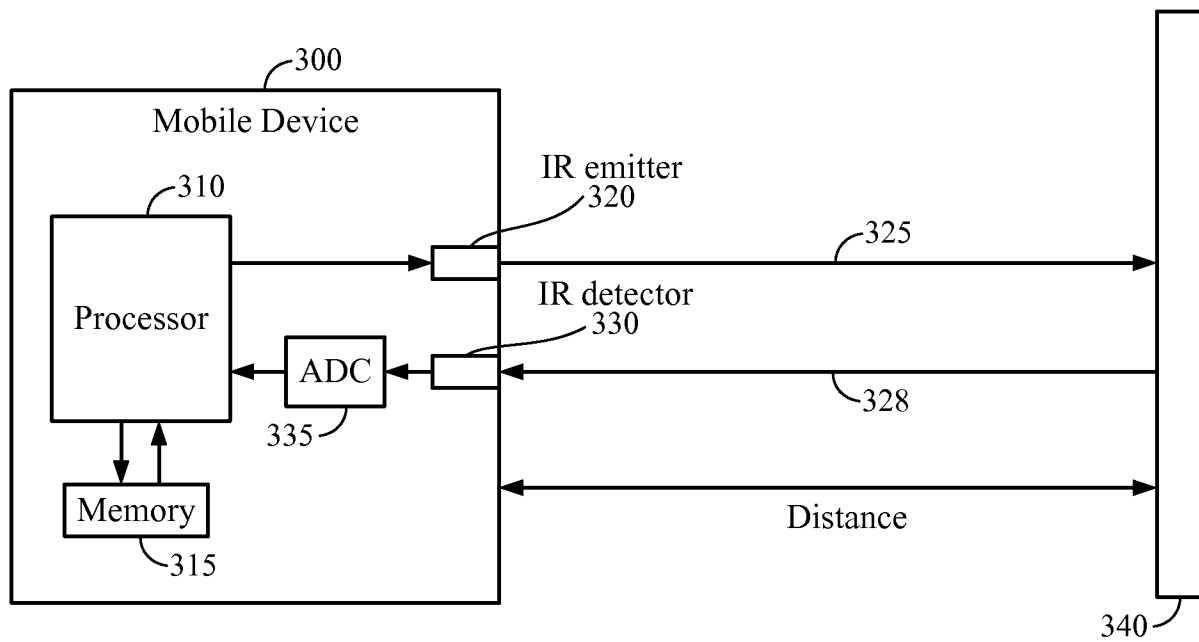 300
Mobile Device
310
Processor
IR emitter
320
325
IR detector
330
ADC
335
328
Memory
315
Distance
340